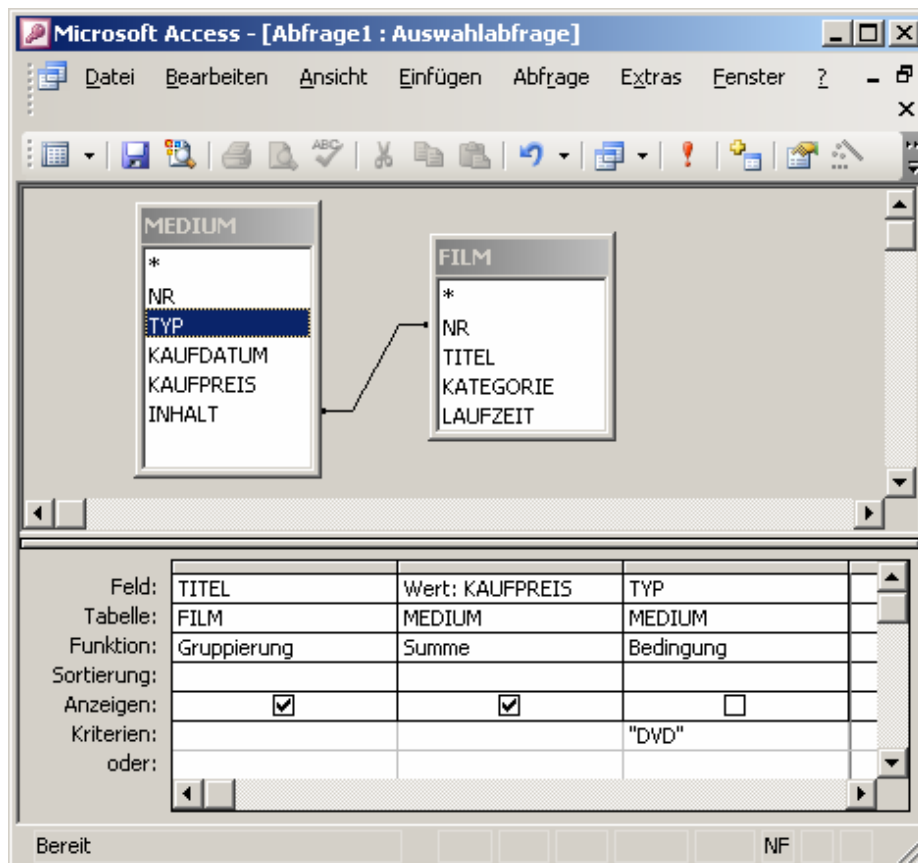 Microsoft Access - [Abfrage1 : Auswahlabfrage]
Datei Bearbeiten Ansicht Einfügen Abfrage Extras Fenster ?
ABC
MEDIUM
*
NR
TYP
KAUFDATUM
KAUFPREIS
INHALT
FILM
*
NR
TITEL
KATEGORIE
LAUFZEIT
Feld: TITEL Wert: KAUFPREIS TYP
Tabelle: FILM MEDIUM MEDIUM
Funktion: Gruppierung Summe Bedingung
Sortierung:
Anzeigen:
Kriterien: "DVD"
oder:
Bereit NF